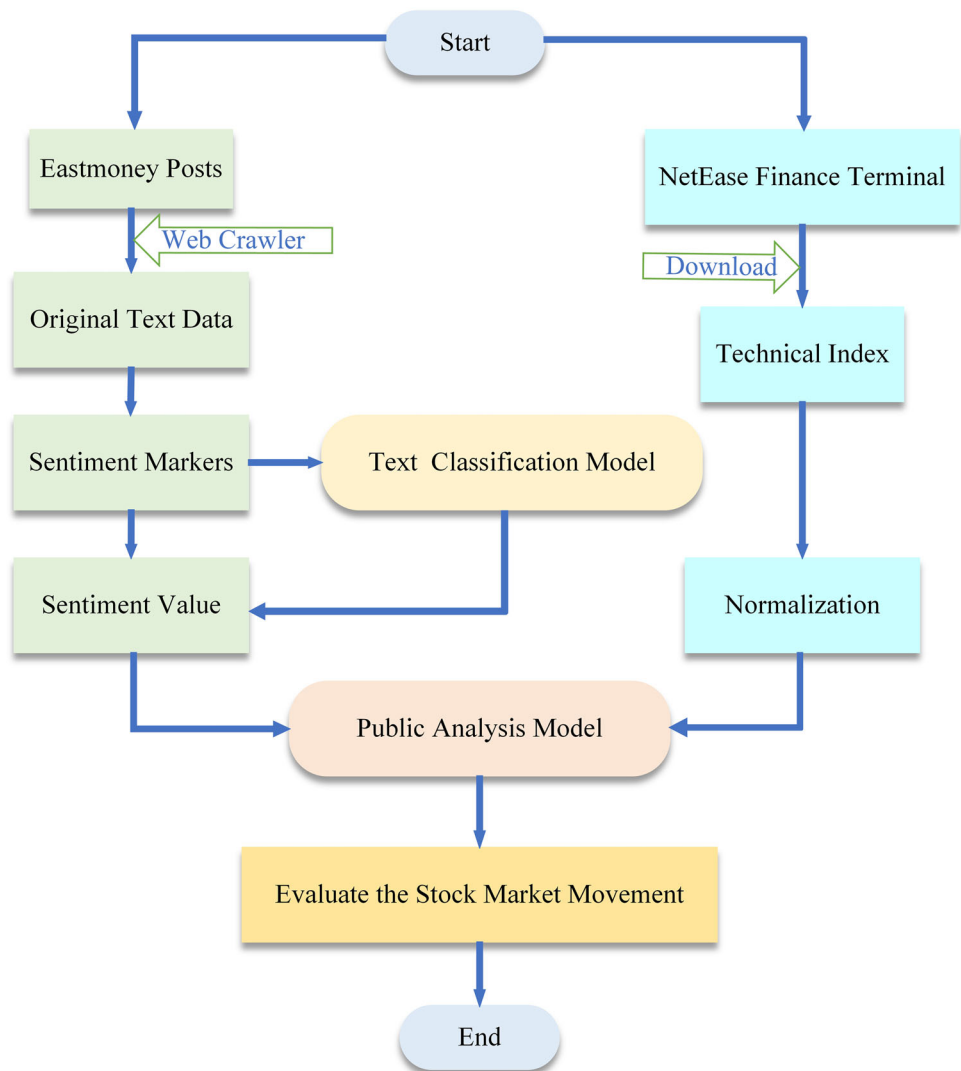 Start
Eastmoney Posts
NetEase Finance Terminal
Web Crawler
Download
Original Text Data
Technical Index
Sentiment Markers
Text Classification Model
Sentiment Value
Normalization
Public Analysis Model
Evaluate the Stock Market Movement
End